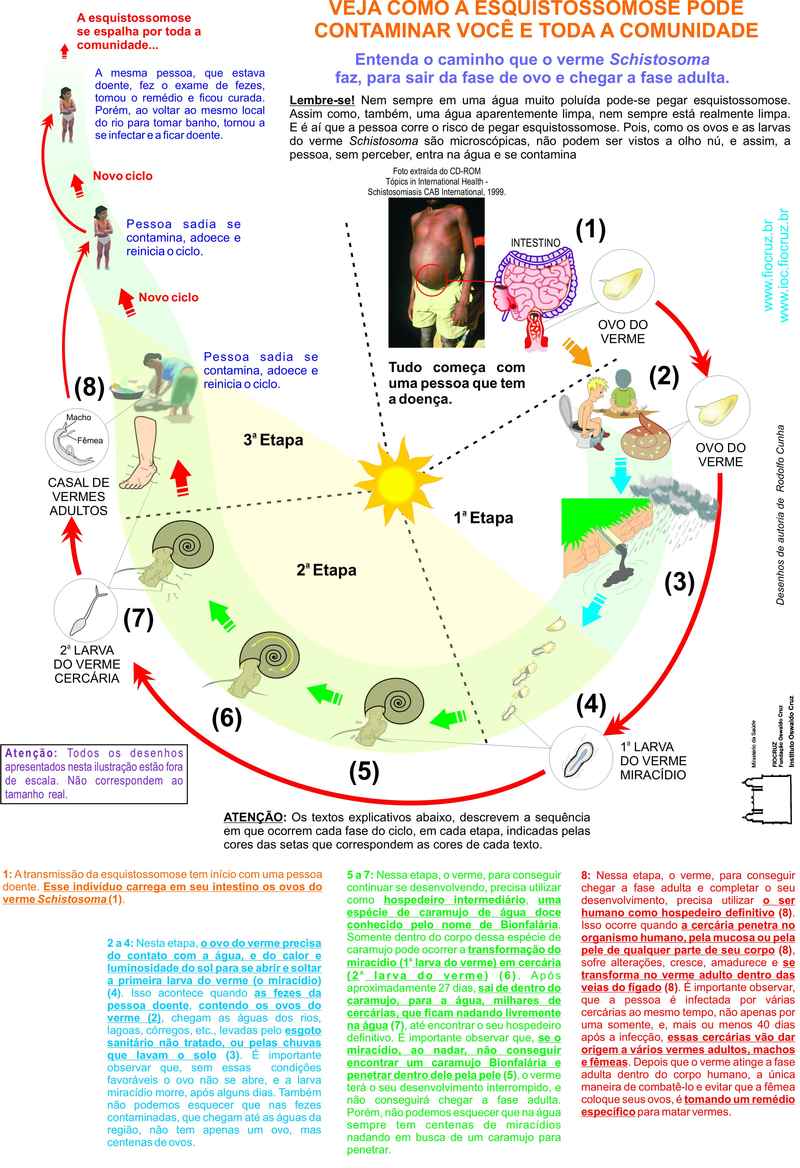 VEJA COMO A ESQUISTOSSOMOSE PODE
CONTAMINAR VOCÊ E TODA A COMUNIDADE
Entenda o caminho que o verme Schistosoma
faz, para sair da fase de ovo e chegar a fase adulta.
Lembre-se! Nem sempre em uma água muito poluída pode-se pegar esquistossomose.
Assim como, também, uma água aparentemente limpa, nem sempre está realmente limpa.
E é aí que a pessoa corre o risco de pegar esquistossomose. Pois, como os ovos e as larvas
do verme Schistosoma são microscópicas, não podem ser vistos a olho nú, e assim, a
pessoa, sem perceber, entra na água e se contamina
A esquistossomose
se espalha por toda a
comunidade...
A mesma pessoa, que estava
doente, fez o exame de fezes,
tomou o remédio e ficou curada.
Porém, ao voltar ao mesmo local
do rio para tomar banho, tornou a
se infectar e a ficar doente.
Novo ciclo
Pessoa sadia se
contamina, adoece e
reinicia o ciclo.
Novo ciclo
Pessoa sadia se
contamina, adoece e
reinicia o ciclo.
Foto extraída do CD-ROM
Tópics in International Health -
Schistosomiasis CAB International, 1999.
INTESTINO
(1)
OVO DO
VERME
Tudo começa com
uma pessoa que tem
a doença.
(2)
OVO DO
VERME
www.fiocruz.br
www.ioc.fiocruz.br
Desenhos de autoria de Rodolfo Cunha
(8)
Macho
Fêmea
CASAL DE
VERMES
ADULTOS
3ª Etapa
1ª Etapa
2ª Etapa
(3)
(7)
2ª LARVA
DO VERME
CERCÁRIA
(6)
(4)
(5)
1ª LARVA
DO VERME
MIRACÍDIO
Ministério da Saúde
FIOCRUZ
Fundação Oswaldo Cruz
Instituto Oswaldo Cruz
Atenção: Todos os desenhos
apresentados nesta ilustração estão fora
de escala. Não correspondem ao
tamanho real.
ATENÇÃO: Os textos explicativos abaixo, descrevem a sequência
em que ocorrem cada fase do ciclo, em cada etapa, indicadas pelas
cores das setas que correspondem as cores de cada texto.
1: A transmissão da esquistossomose tem início com uma pessoa
doente. Esse indivíduo carrega em seu intestino os ovos do
verme Schistosoma (1).
2 a 4: Nesta etapa, o ovo do verme precisa
do contato com a água, e do calor e
luminosidade do sol para se abrir e soltar
a primeira larva do verme (o miracídio)
(4). Isso acontece quando as fezes da
pessoa doente, contendo os ovos do
verme (2), chegam as águas dos rios,
lagoas, córregos, etc., levadas pelo esgoto
sanitário não tratado, ou pelas chuvas
que lavam o solo (3). É importante
observar que, sem essas condições
favoráveis o ovo não se abre, e a larva
miracídio morre, após alguns dias. Também
não podemos esquecer que nas fezes
contaminadas, que chegam até as águas da
região, não tem apenas um ovo, mas
centenas de ovos.
5 a 7: Nessa etapa, o verme, para conseguir
continuar se desenvolvendo, precisa utilizar
como hospedeiro intermediário, uma
espécie de caramujo de água doce
conhecido pelo nome de Bionfalária.
Somente dentro do corpo dessa espécie de
caramujo pode ocorrer a transformação do
miracídio (1ª larva do verme) em cercária
(2ª larva do verme) (6). Após
aproximadamente 27 dias, sai de dentro do
caramujo, para a água, milhares de
cercárias, que ficam nadando livremente
na água (7), até encontrar o seu hospedeiro
definitivo. É importante observar que, se o
miracídio, ao nadar, não conseguir
encontrar um caramujo Bionfalária e
penetrar dentro dele pela pele (5), o verme
terá o seu desenvolvimento interrompido, e
não conseguirá chegar a fase adulta.
Porém, não podemos esquecer que na água
sempre tem centenas de miracídios
nadando em busca de um caramujo para
penetrar.
8: Nessa etapa, o verme, para conseguir
chegar a fase adulta e completar o seu
desenvolvimento, precisa utilizar o ser
humano como hospedeiro definitivo (8).
Isso ocorre quando a cercária penetra no
organismo humano, pela mucosa ou pela
pele de qualquer parte de seu corpo (8),
sofre alterações, cresce, amadurece e se
transforma no verme adulto dentro das
veias do fígado (8). É importante observar,
que a pessoa é infectada por várias
cercárias ao mesmo tempo, não apenas por
uma somente, e, mais ou menos 40 dias
após a infecção, essas cercárias vão dar
origem a vários vermes adultos, machos
e fêmeas. Depois que o verme atinge a fase
adulta dentro do corpo humano, a única
maneira de combatê-lo e evitar que a fêmea
coloque seus ovos, é tomando um remédio
específico para matar vermes.